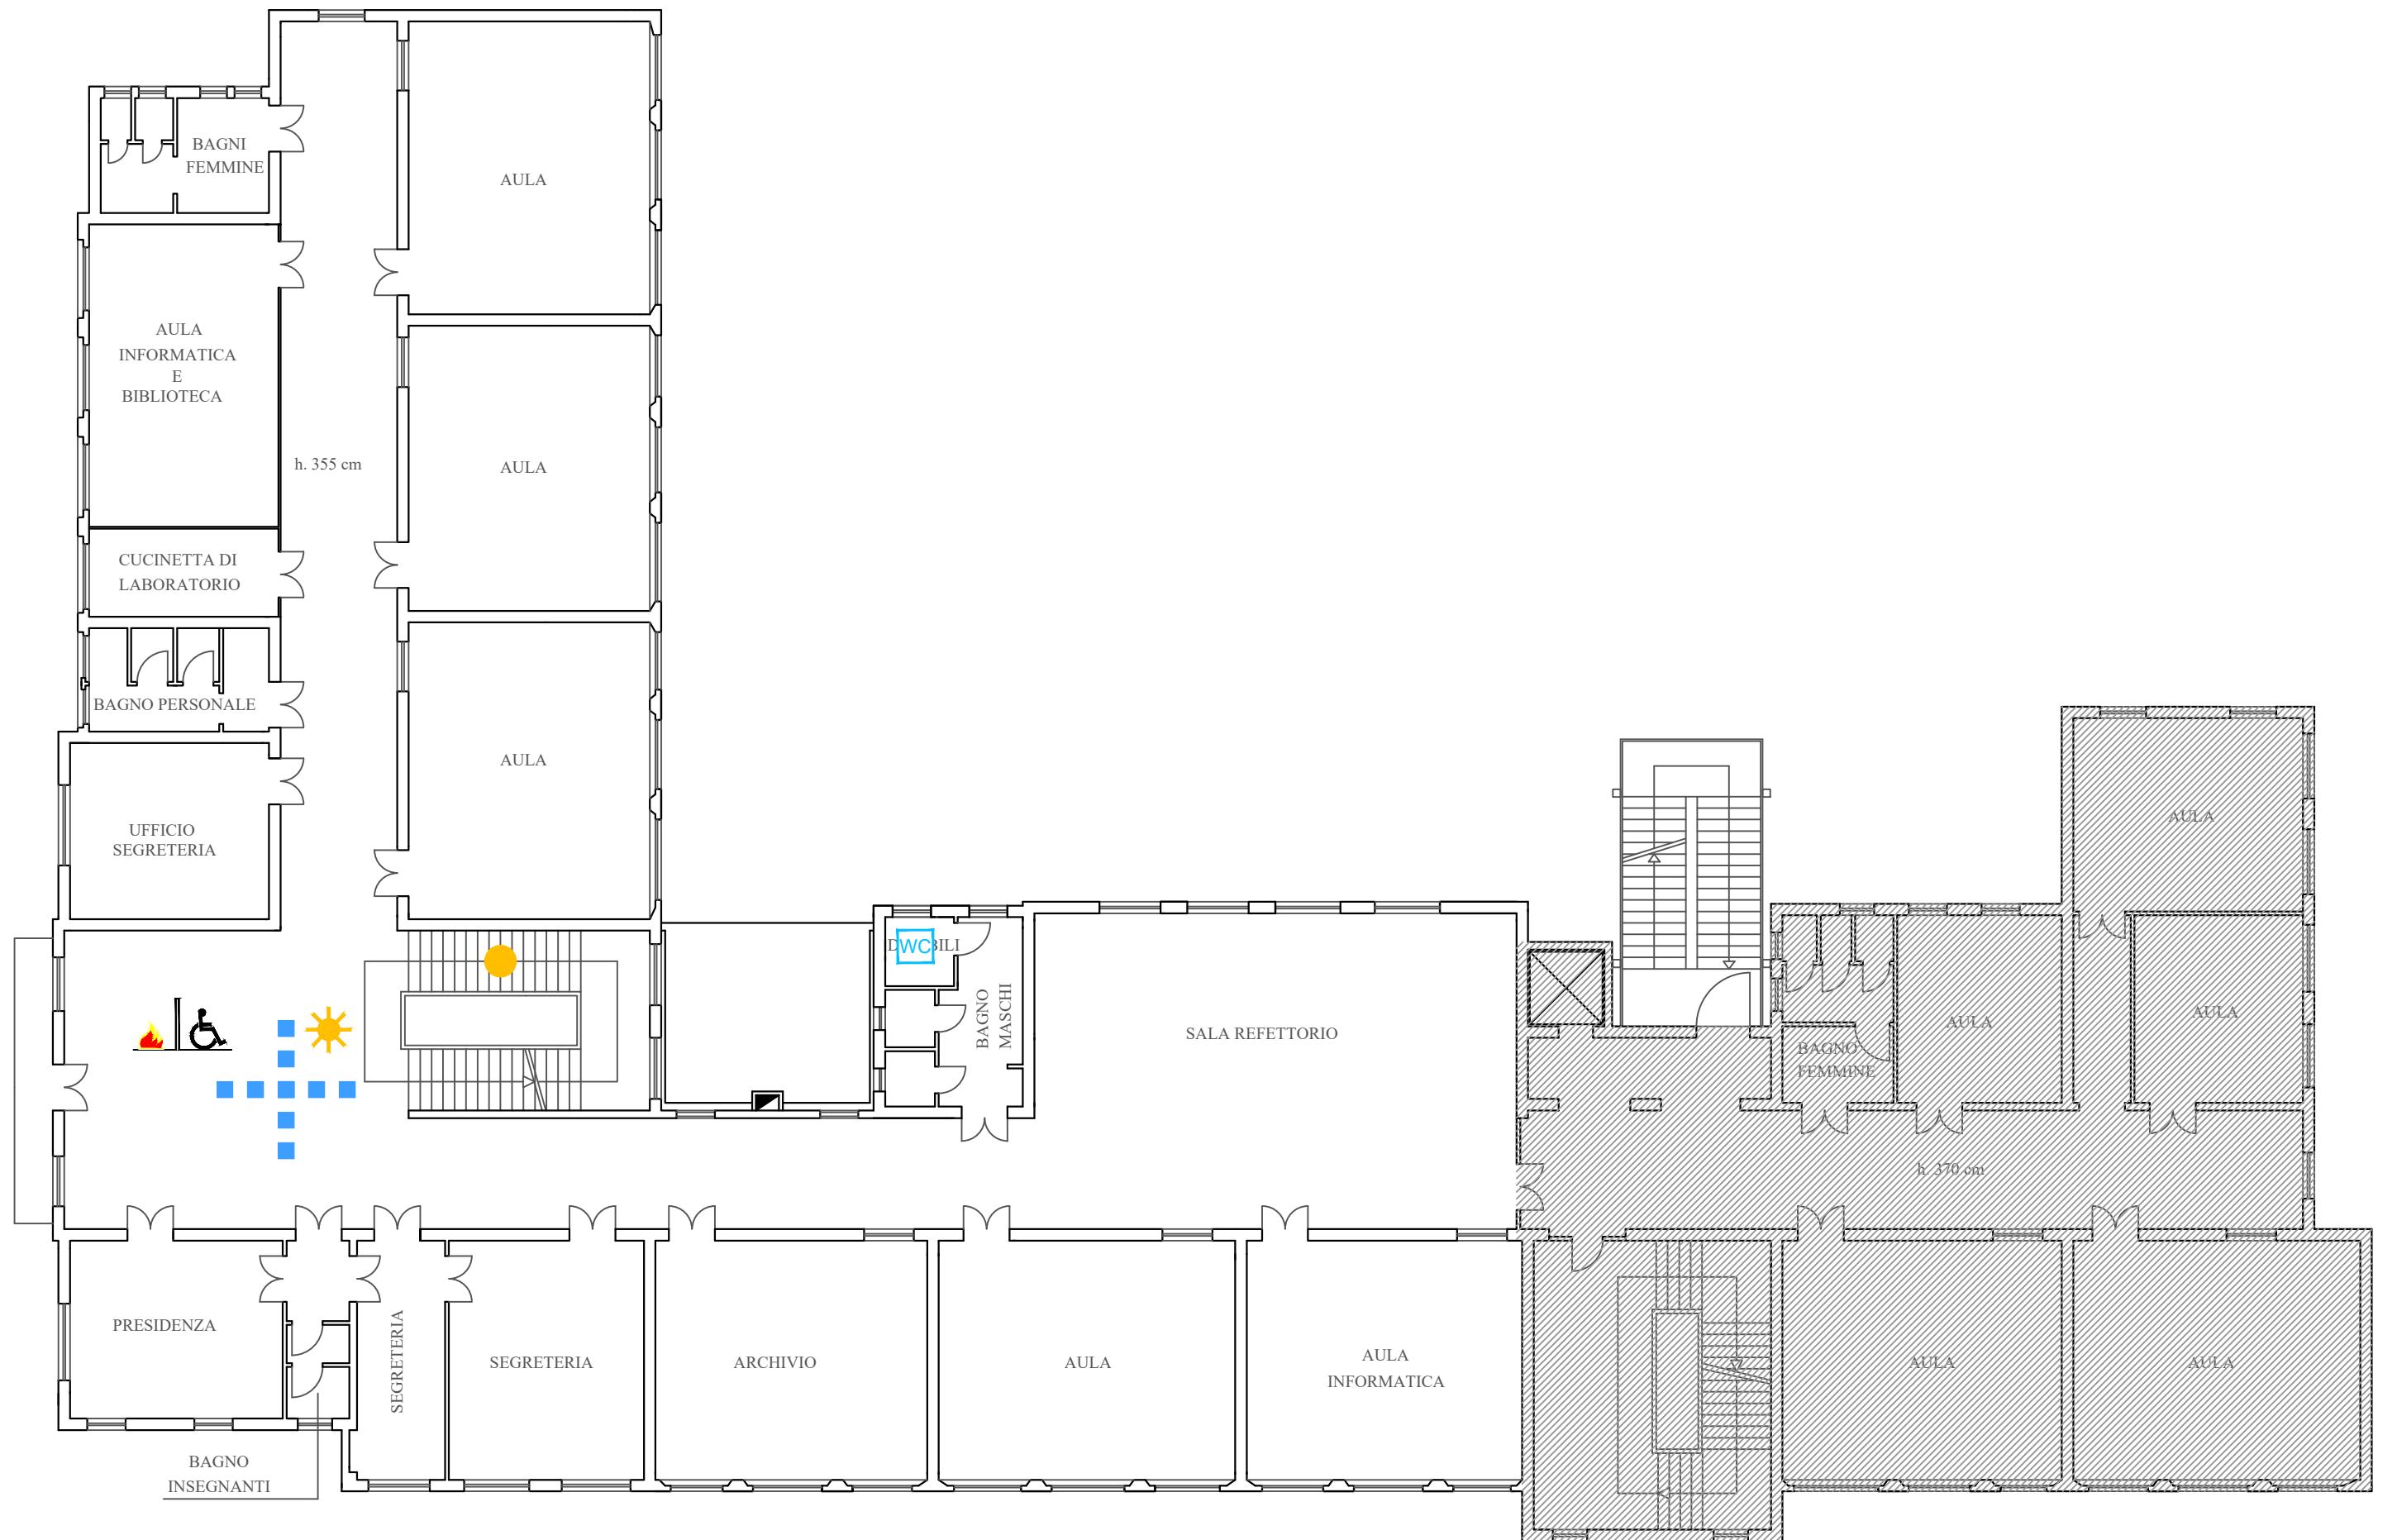 BAGNI
FEMMINE
AULA
AULA
INFORMATICA
E
BIBLIOTECA
h. 355 cm
AULA
CUCINETTA DI
LABORATORIO
BAGNO PERSONALE
AULA
UFFICIO
SEGRETERIA
WC
BAGNO
MASCHI
SALA REFETTORIO
AULA
AULA
AULA
BAGNO
FEMMINE
h. 370 cm
PRESIDENZA
SEGRETERIA
SEGRETERIA
ARCHIVIO
AULA
AULA
INFORMATICA
AULA
AULA
BAGNO
INSEGNANTI